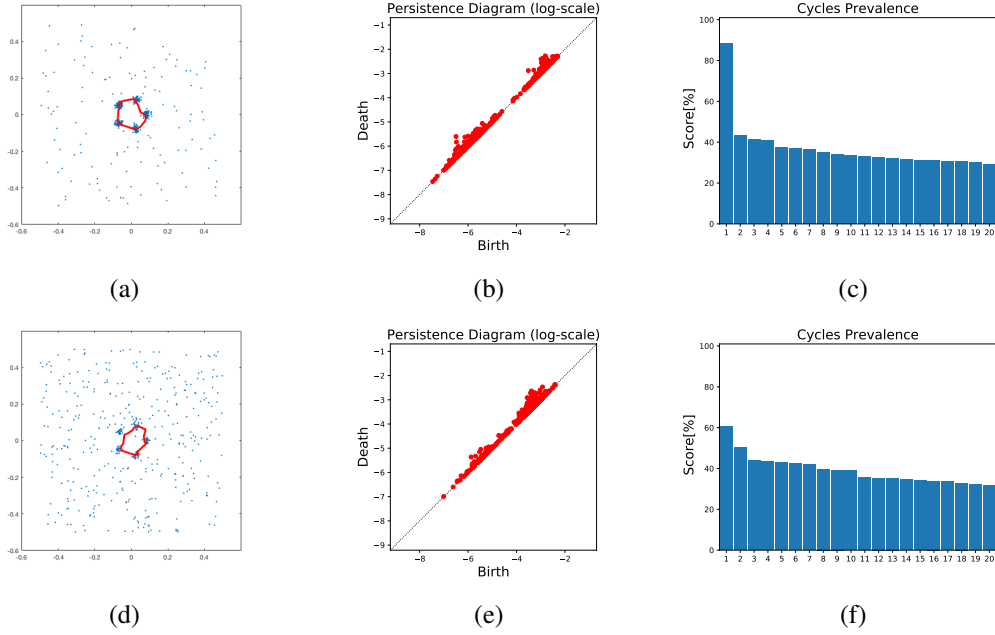 0.4
0.2
0
-0.2
-0.4
-0.6
-0.6 -0.4 -0.2 0 0.2 0.4
(a)
Persistence Diagram (log-scale)
Death
−1
−2
−3
−4
−5
−6
−7
−8
−9
−8 −6 −4 −2
Birth
(b)
Cycles Prevalence
Score[%]
100
80
60
40
20
0
1 2 3 4 5 6 7 8 9 10 11 12 13 14 15 16 17 18 19 20
(c)
0.4
0.2
0
-0.2
-0.4
-0.6
-0.6 -0.4 -0.2 0 0.2 0.4
(d)
Persistence Diagram (log-scale)
Death
−1
−2
−3
−4
−5
−6
−7
−8
−9
−8 −6 −4 −2
Birth
(e)
Cycles Prevalence
Score[%]
100
80
60
40
20
0
1 2 3 4 5 6 7 8 9 10 11 12 13 14 15 16 17 18 19 20
(f)